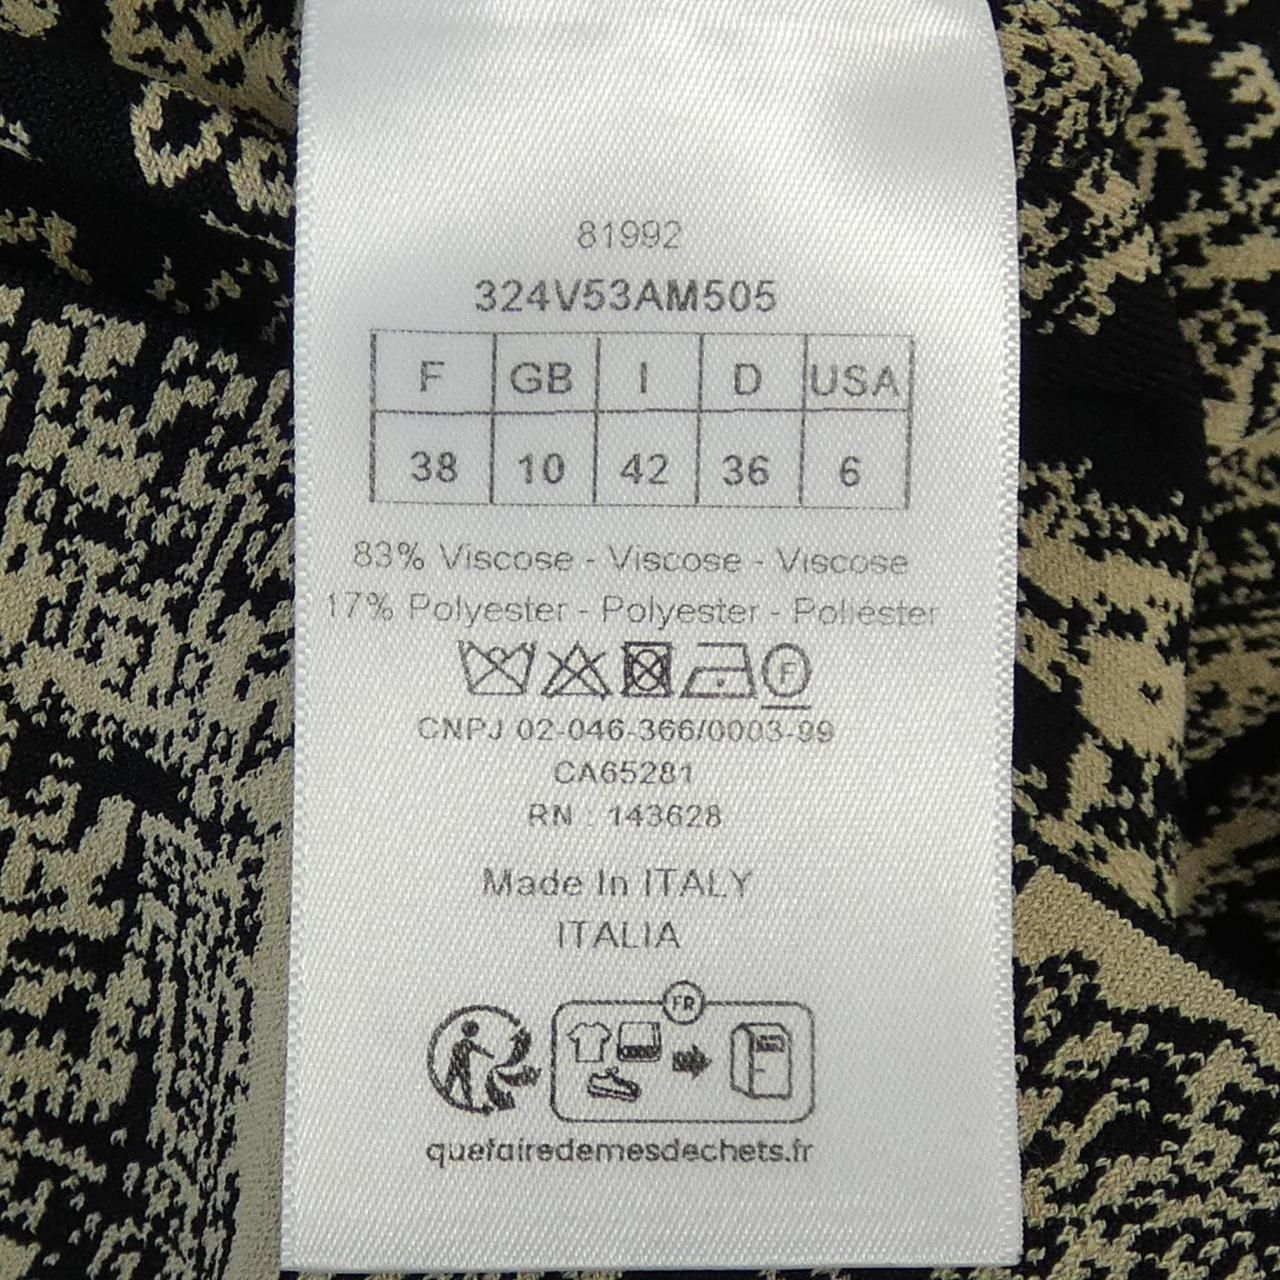 81992
324V53AM505
F GB I D USA
38 10 42 36 6
83% Viscose - Viscose - Viscose
17% Polyester - Polyester - Poliéster
F
CNPJ 02-046-366/0003-99
CA65281
RN : 143628
Made In ITALY
ITALIA
FR
quefairedemesdechets.fr